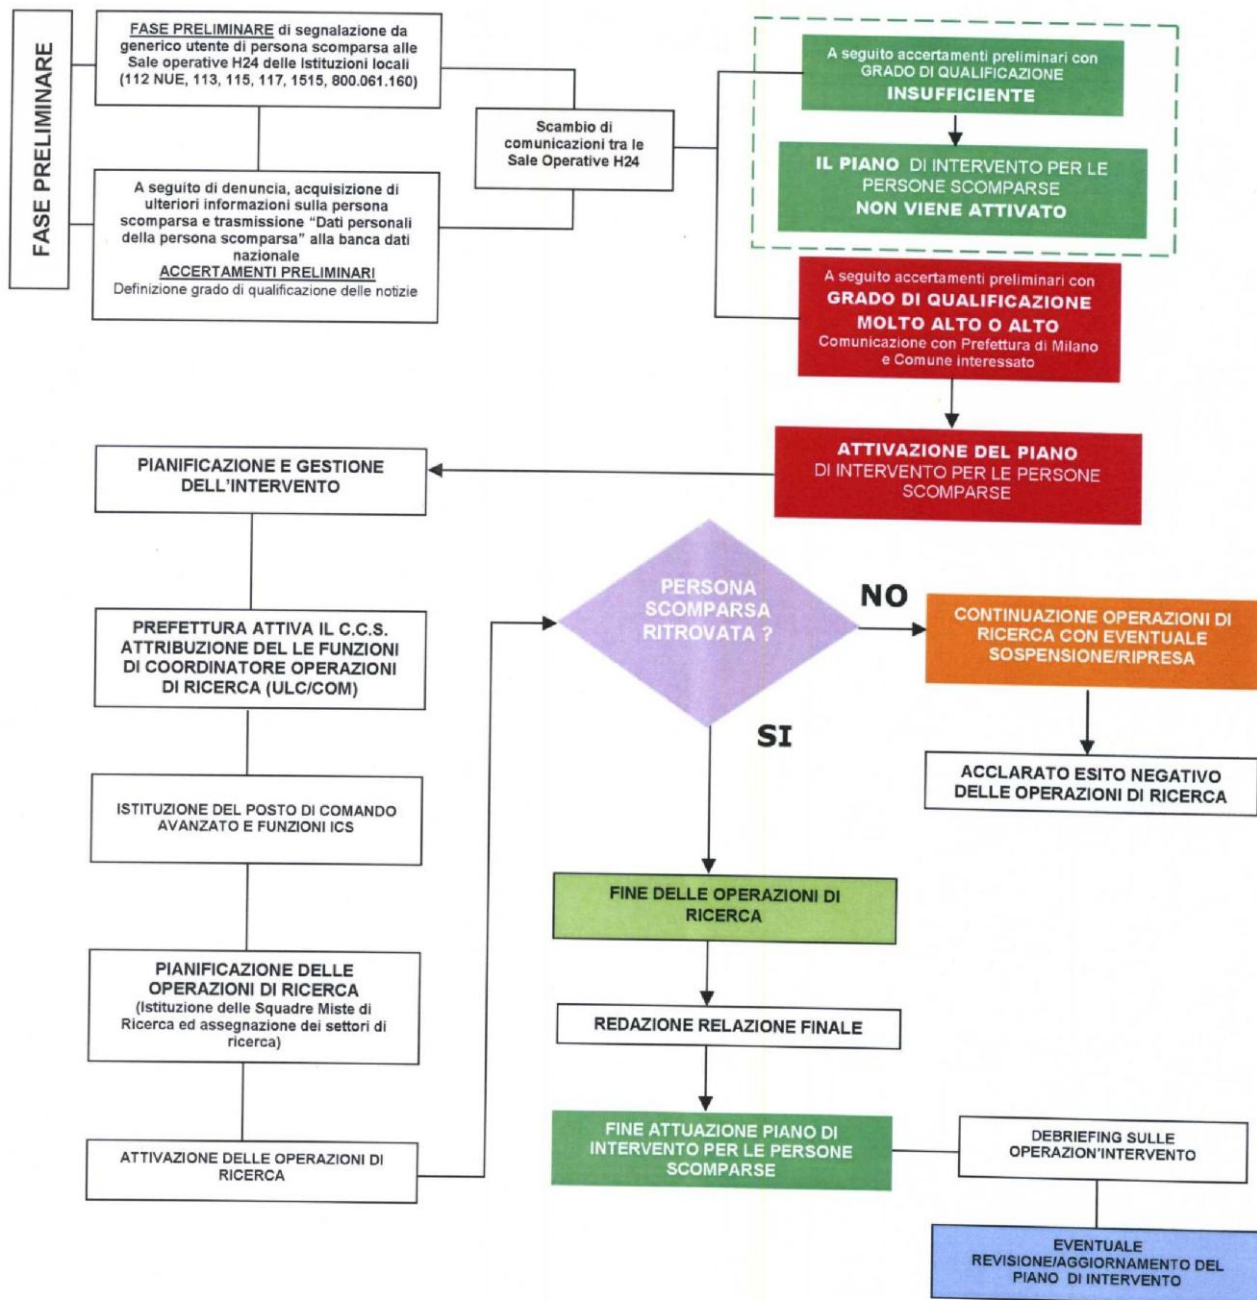 FASE PRELIMINARE
FASE PRELIMINARE di segnalazione da
generico utente di persona scomparsa alle
Sale operative H24 delle Istituzioni locali
(112 NUE, 113, 115, 117, 1515, 800.061.160)
A seguito di denuncia, acquisizione di
ulteriori informazioni sulla persona
scomparsa e trasmissione “Dati personali
della persona scomparsa” alla banca dati
nazionale
ACCERTAMENTI PRELIMINARI
Definizione grado di qualificazione delle notizie
Scambio di
comunicazioni tra le
Sale Operative H24
A seguito accertamenti preliminari con
GRADO DI QUALIFICAZIONE
INSUFFICIENTE
IL PIANO DI INTERVENTO PER LE
PERSONE SCOMPARSE
NON VIENE ATTIVATO
A seguito accertamenti preliminari con
GRADO DI QUALIFICAZIONE
MOLTO ALTO O ALTO
Comunicazione con Prefettura di Milano
e Comune interessato
ATTIVAZIONE DEL PIANO
DI INTERVENTO PER LE PERSONE
SCOMPARSE
PIANIFICAZIONE E GESTIONE
DELL'INTERVENTO
PREFETTURA ATTIVA IL C.C.S.
ATTRIBUZIONE DEL LE FUNZIONI
DI COORDINATORE OPERAZIONI
DI RICERCA (ULC/COM)
ISTITUZIONE DEL POSTO DI COMANDO
AVANZATO E FUNZIONI ICS
PIANIFICAZIONE DELLE
OPERAZIONI DI RICERCA
(Istituzione delle Squadre Miste di
Ricerca ed assegnazione dei settori di
ricerca)
ATTIVAZIONE DELLE OPERAZIONI DI
RICERCA
PERSONA
SCOMPARSA
RITROVATA ?
NO
CONTINUAZIONE OPERAZIONI DI
RICERCA CON EVENTUALE
SOSPENSIONE/RIPRESA
ACCLARATO ESITO NEGATIVO
DELLE OPERAZIONI DI RICERCA
SI
FINE DELLE OPERAZIONI DI
RICERCA
REDAZIONE RELAZIONE FINALE
FINE ATTUAZIONE PIANO DI
INTERVENTO PER LE PERSONE
SCOMPARSE
DEBRIEFING SULLE
OPERAZION'INTERVENTO
EVENTUALE
REVISIONE/AGGIORNAMENTO DEL
PIANO DI INTERVENTO